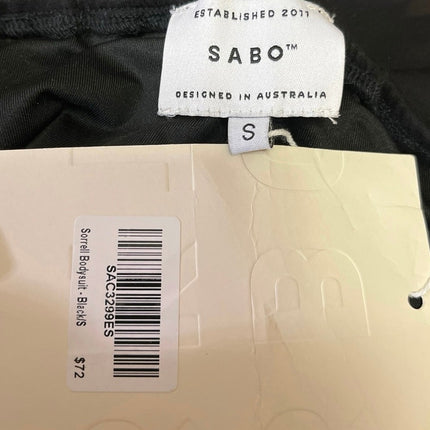 ESTABLISHED 2011
SABO™
DESIGNED IN AUSTRALIA
S
SAC3299ES
Sorrell Bodysuit - Black/S
$72